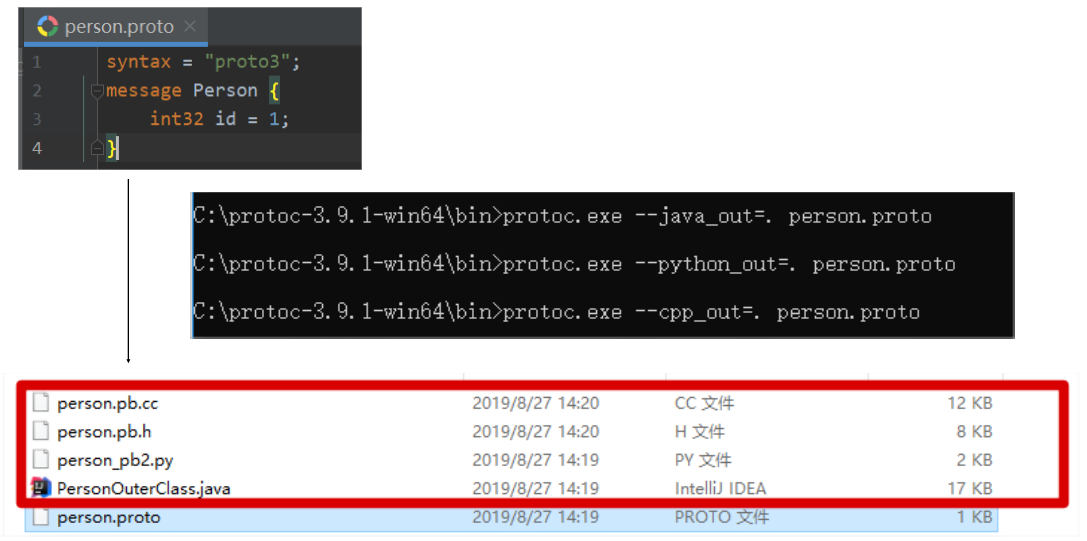 person.proto
1 syntax = "proto3";
2 message Person {
3 int32 id = 1;
4 }
C:\protoc-3.9.1-win64\bin>protoc.exe --java_out=. person.proto
C:\protoc-3.9.1-win64\bin>protoc.exe --python_out=. person.proto
C:\protoc-3.9.1-win64\bin>protoc.exe --cpp_out=. person.proto
person.pb.cc 2019/8/27 14:20 CC 文件 12 KB
person.pb.h 2019/8/27 14:20 H 文件 8 KB
person_pb2.py 2019/8/27 14:19 PY 文件 2 KB
PersonOuterClass.java 2019/8/27 14:19 IntelliJ IDEA 17 KB
person.proto 2019/8/27 14:19 PROTO 文件 1 KB